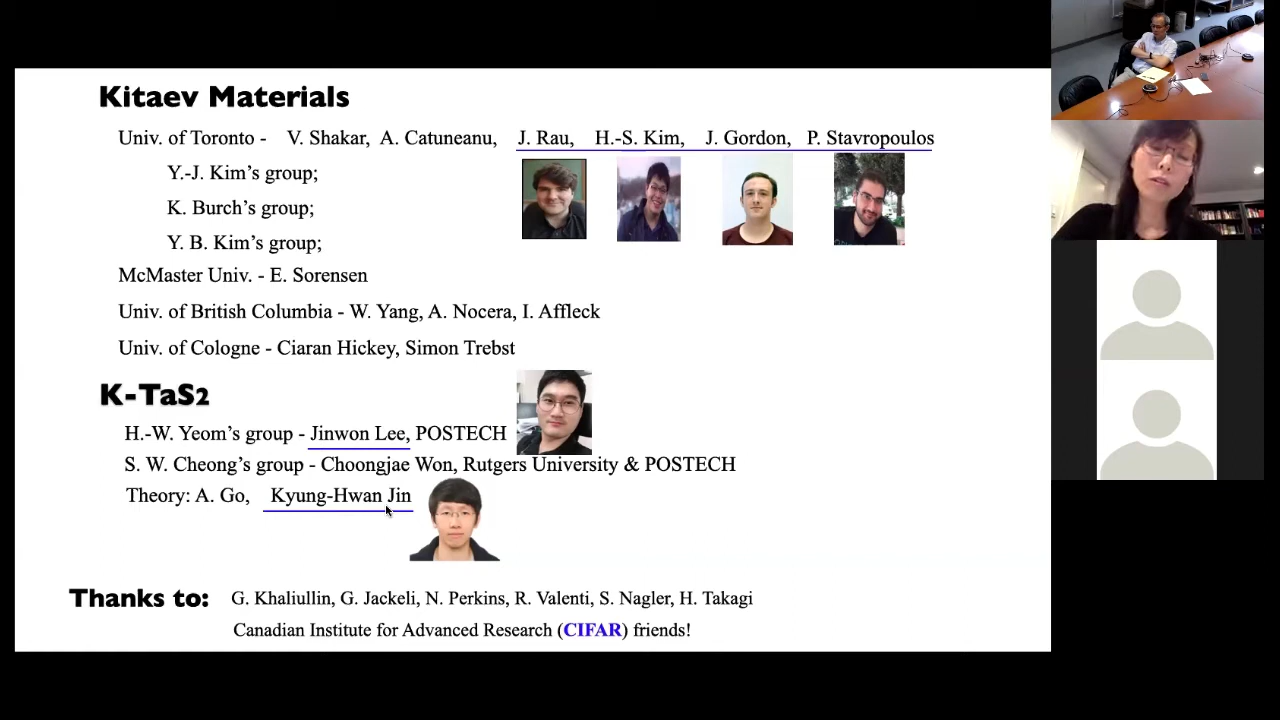 Kitaev Materials
Univ. of Toronto - V. Shakar, A. Catuneanu, J. Rau, H.-S. Kim, J. Gordon, P. Stavropoulos
Y.-J. Kim's group;
K. Burch's group;
Y. B. Kim's group;
McMaster Univ. - E. Sorensen
Univ. of British Columbia - W. Yang, A. Nocera, I. Affleck
Univ. of Cologne - Ciaran Hickey, Simon Trebst
K-TaS2
H.-W. Yeom's group - Jinwon Lee, POSTECH
S. W. Cheong's group - Choongjae Won, Rutgers University & POSTECH
Theory: A. Go, Kyung-Hwan Jin
Thanks to: G. Khaliullin, G. Jackeli, N. Perkins, R. Valenti, S. Nagler, H. Takagi
Canadian Institute for Advanced Research (CIFAR) friends!